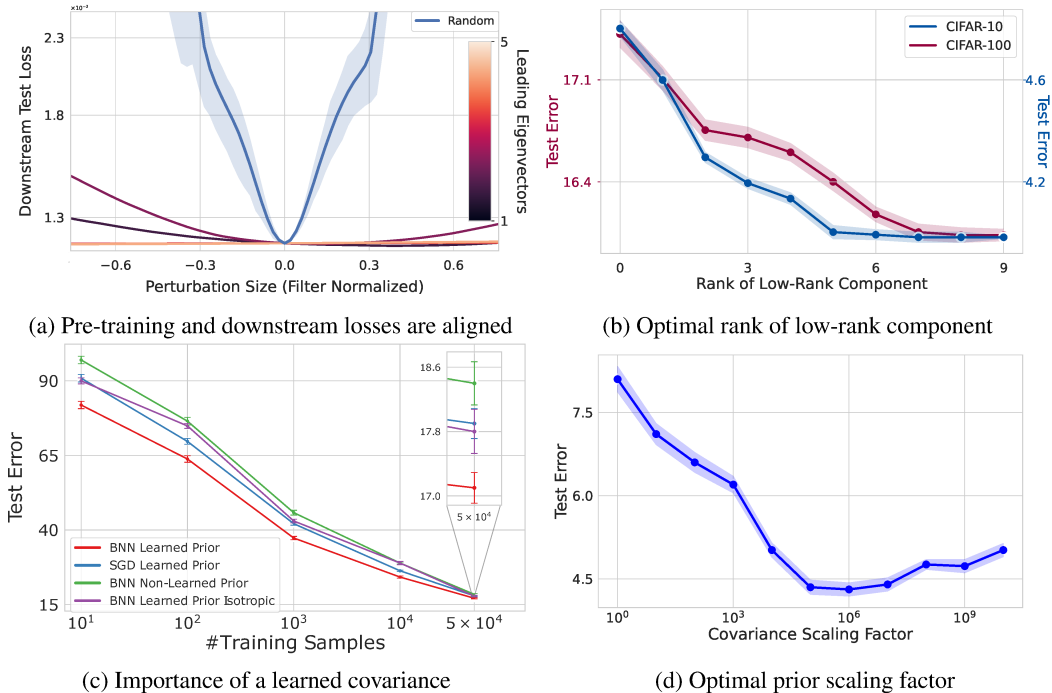 ×10⁻³
Random
2.3
1.8
1.3
Downstream Test Loss
5
1
Leading Eigenvectors
−0.6
−0.3
0.0
0.3
0.6
Perturbation Size (Filter Normalized)
(a) Pre-training and downstream losses are aligned
CIFAR-10
CIFAR-100
17.1
16.4
Test Error
4.6
4.2
Test Error
0
3
6
9
Rank of Low-Rank Component
(b) Optimal rank of low-rank component
90
65
40
15
Test Error
18.6
17.8
17.0
5 × 10⁴
BNN Learned Prior
SGD Learned Prior
BNN Non-Learned Prior
BNN Learned Prior Isotropic
10¹
10²
10³
10⁴
5 × 10⁴
#Training Samples
(c) Importance of a learned covariance
7.5
6.0
4.5
Test Error
10⁰
10³
10⁶
10⁹
Covariance Scaling Factor
(d) Optimal prior scaling factor